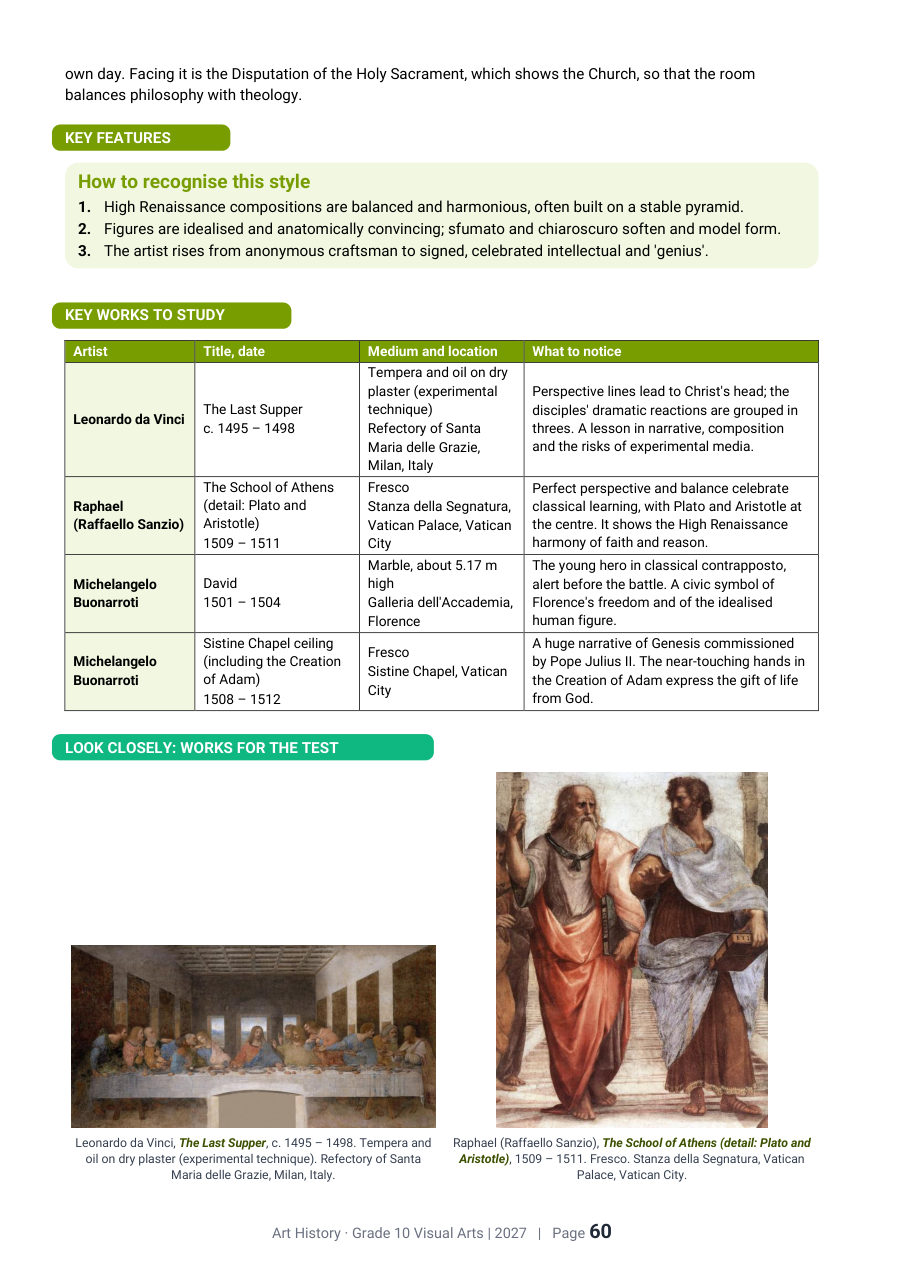 own day. Facing it is the Disputation of the Holy Sacrament, which shows the Church, so that the room
balances philosophy with theology.
KEY FEATURES
How to recognise this style
1. High Renaissance compositions are balanced and harmonious, often built on a stable pyramid.
2. Figures are idealised and anatomically convincing; sfumato and chiaroscuro soften and model form.
3. The artist rises from anonymous craftsman to signed, celebrated intellectual and 'genius'.
KEY WORKS TO STUDY
Artist
Title, date
Medium and location
What to notice
Leonardo da Vinci
The Last Supper
c. 1495 – 1498
Tempera and oil on dry
plaster (experimental
technique)
Refectory of Santa
Maria delle Grazie,
Milan, Italy
Perspective lines lead to Christ's head; the
disciples' dramatic reactions are grouped in
threes. A lesson in narrative, composition
and the risks of experimental media.
Raphael
(Raffaello Sanzio)
The School of Athens
(detail: Plato and
Aristotle)
1509 – 1511
Fresco
Stanza della Segnatura,
Vatican Palace, Vatican
City
Perfect perspective and balance celebrate
classical learning, with Plato and Aristotle at
the centre. It shows the High Renaissance
harmony of faith and reason.
Michelangelo
Buonarroti
David
1501 – 1504
Marble, about 5.17 m
high
Galleria dell'Accademia,
Florence
The young hero in classical contrapposto,
alert before the battle. A civic symbol of
Florence's freedom and of the idealised
human figure.
Michelangelo
Buonarroti
Sistine Chapel ceiling
(including the Creation
of Adam)
1508 – 1512
Fresco
Sistine Chapel, Vatican
City
A huge narrative of Genesis commissioned
by Pope Julius II. The near-touching hands in
the Creation of Adam express the gift of life
from God.
LOOK CLOSELY: WORKS FOR THE TEST
Leonardo da Vinci, The Last Supper, c. 1495 – 1498. Tempera and
oil on dry plaster (experimental technique). Refectory of Santa
Maria delle Grazie, Milan, Italy.
Raphael (Raffaello Sanzio), The School of Athens (detail: Plato and
Aristotle), 1509 – 1511. Fresco. Stanza della Segnatura, Vatican
Palace, Vatican City.
Art History · Grade 10 Visual Arts | 2027 | Page 60